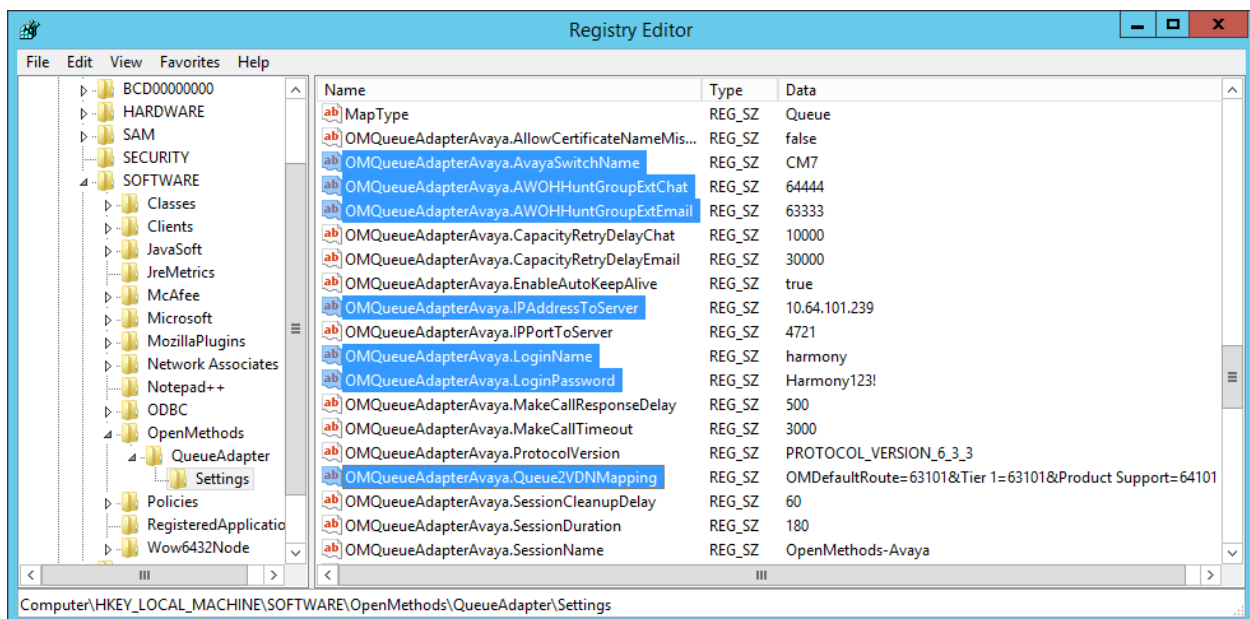 Registry Editor
File Edit View Favorites Help
BCD00000000
HARDWARE
SAM
SECURITY
SOFTWARE
Classes
Clients
JavaSoft
JreMetrics
McAfee
Microsoft
MozillaPlugins
Network Associates
Notepad++
ODBC
OpenMethods
QueueAdapter
Settings
Policies
RegisteredApplicatio
Wow6432Node
Name Type Data
MapType REG_SZ Queue
OMQueueAdapterAvaya.AllowCertificateNameMis... REG_SZ false
OMQueueAdapterAvaya.AvayaSwitchName REG_SZ CM7
OMQueueAdapterAvaya.AWOHHuntGroupExtChat REG_SZ 64444
OMQueueAdapterAvaya.AWOHHuntGroupExtEmail REG_SZ 63333
OMQueueAdapterAvaya.CapacityRetryDelayChat REG_SZ 10000
OMQueueAdapterAvaya.CapacityRetryDelayEmail REG_SZ 30000
OMQueueAdapterAvaya.EnableAutoKeepAlive REG_SZ true
OMQueueAdapterAvaya.IPAddressToServer REG_SZ 10.64.101.239
OMQueueAdapterAvaya.IPPortToServer REG_SZ 4721
OMQueueAdapterAvaya.LoginName REG_SZ harmony
OMQueueAdapterAvaya.LoginPassword REG_SZ Harmony123!
OMQueueAdapterAvaya.MakeCallResponseDelay REG_SZ 500
OMQueueAdapterAvaya.MakeCallTimeout REG_SZ 3000
OMQueueAdapterAvaya.ProtocolVersion REG_SZ PROTOCOL_VERSION_6_3_3
OMQueueAdapterAvaya.Queue2VDNMapping REG_SZ OMDefaultRoute=63101&Tier 1=63101&Product Support=64101
OMQueueAdapterAvaya.SessionCleanupDelay REG_SZ 60
OMQueueAdapterAvaya.SessionDuration REG_SZ 180
OMQueueAdapterAvaya.SessionName REG_SZ OpenMethods-Avaya
Computer\HKEY_LOCAL_MACHINE\SOFTWARE\OpenMethods\QueueAdapter\Settings